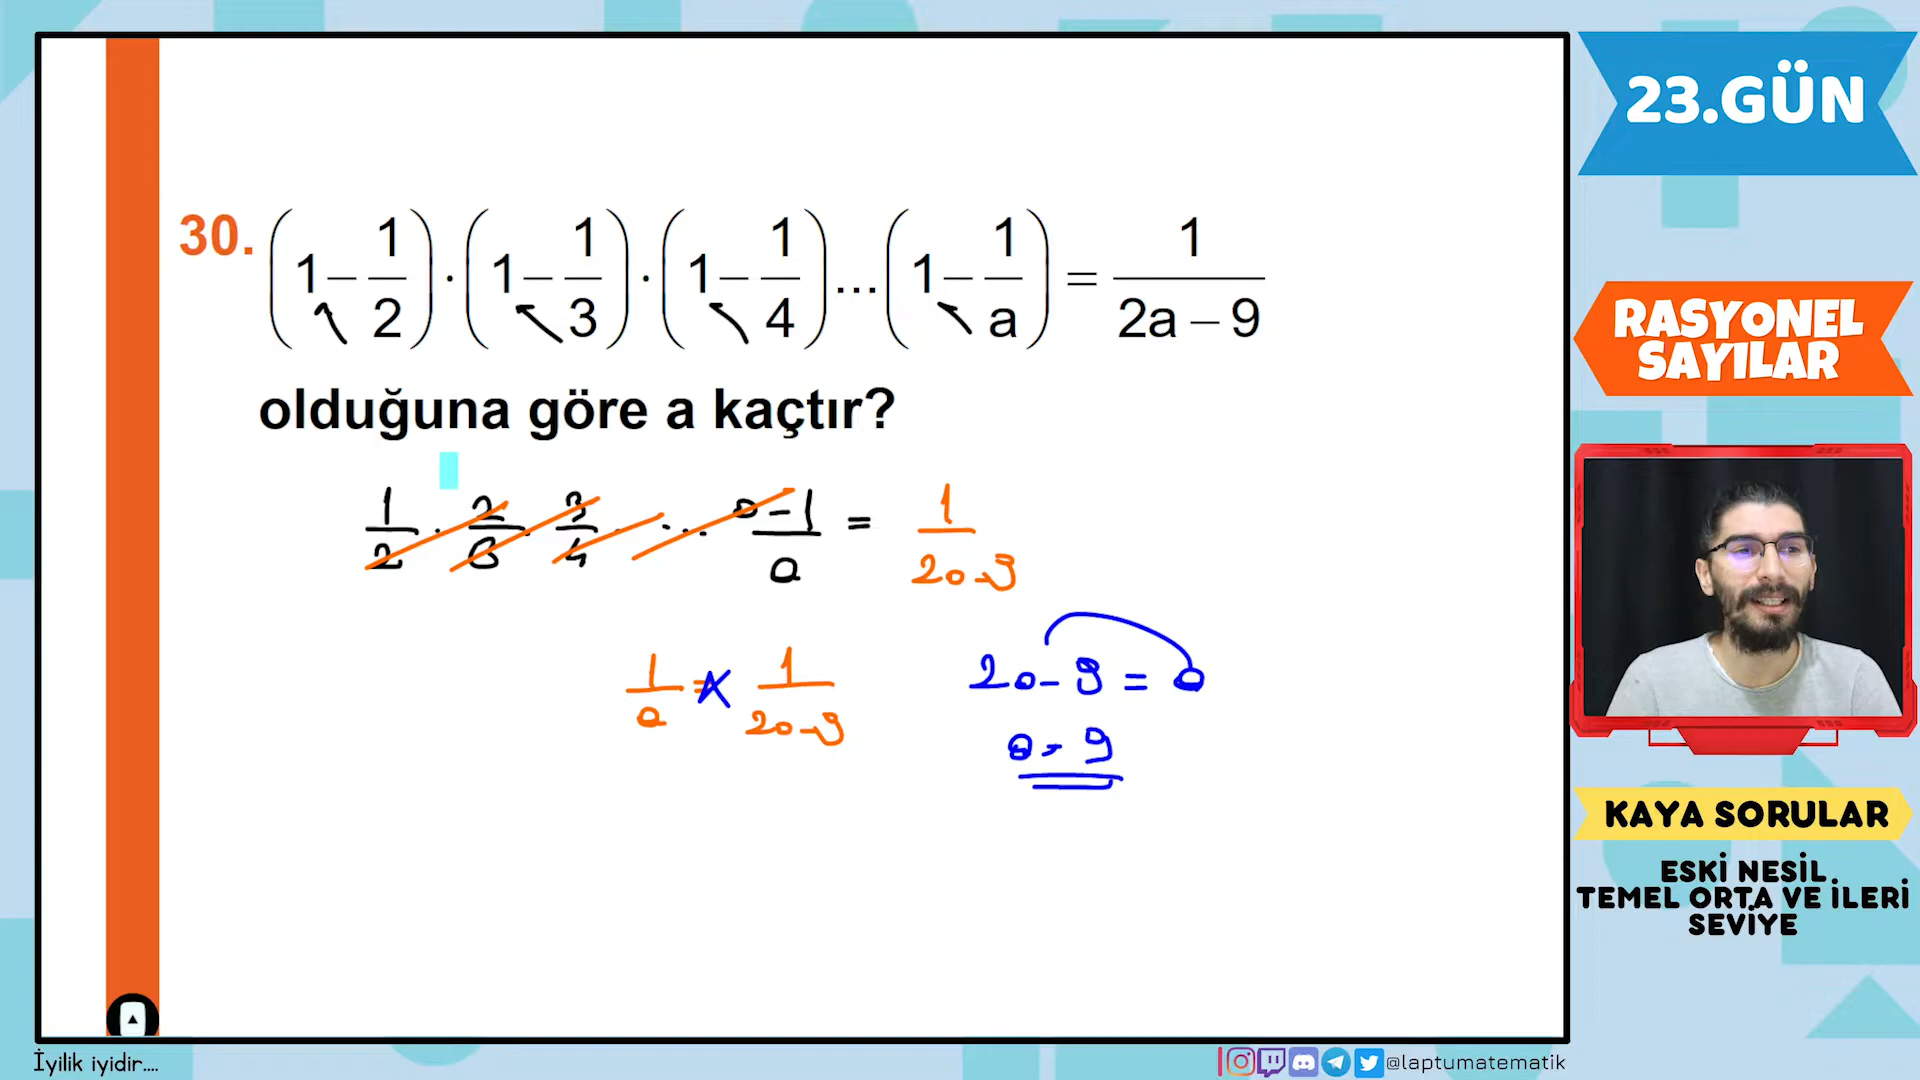 23.GÜN
30. (1 – 1/2) · (1 – 1/3) · (1 – 1/4) ... (1 – 1/a) = 1/(2a – 9)
olduğuna göre a kaçtır?
1/2 · 2/3 · 3/4 · ... a-1/a = 1/2a-9
1/a = 1/2a-9
2a-9 = a
a = 9
RASYONEL
SAYILAR
KAYA SORULAR
ESKİ NESİL
TEMEL ORTA VE İLERİ
SEVİYE
İyilik iyidir....
@laptumatematik